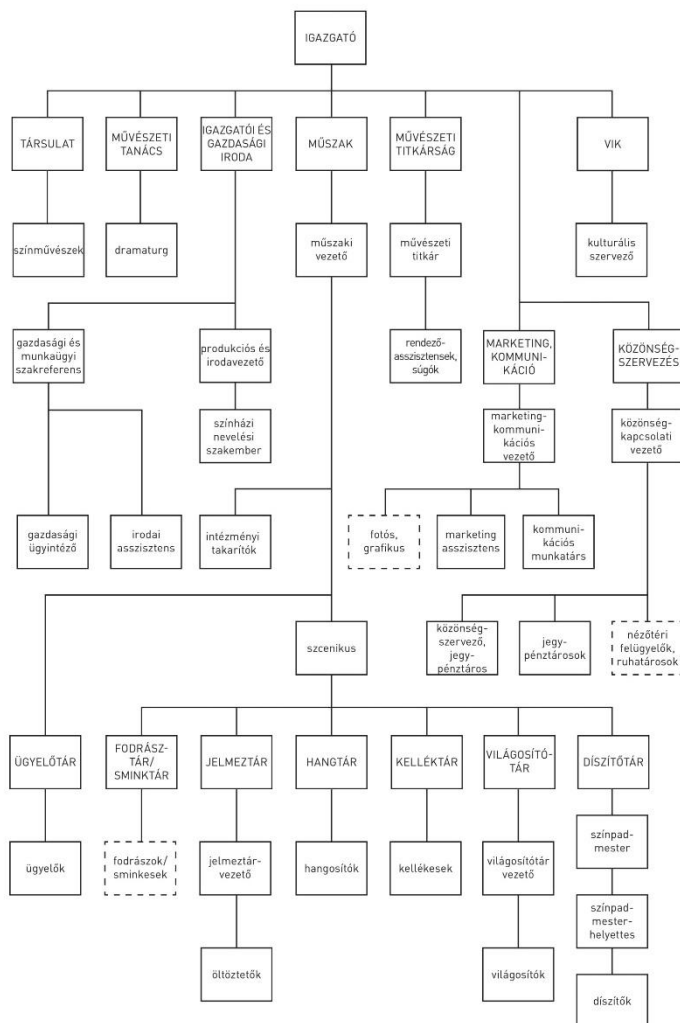 IGAZGATÓ
TÁRSULAT
MŰVÉSZETI
TANÁCS
IGAZGATÓI ÉS
GAZDASÁGI
IRODA
MŰSZAK
MŰVÉSZETI
TITKÁRSÁG
VIK
színművészek
dramaturg
műszaki
vezető
művészeti
titkár
kulturális
szervező
gazdasági és
munkaügyi
szakreferens
produkciós és
irodavezető
rendező-
asszisztensek,
súgók
MARKETING,
KOMMUNI-
KÁCIÓ
KÖZÖNSÉG-
SZERVEZÉS
színházi
nevelési
szakember
marketing-
kommuni-
kációs
vezető
közönség-
kapcsolati
vezető
gazdasági
ügyintéző
irodai
asszisztens
intézményi
takarítók
fotós,
grafikus
marketing
asszisztens
kommuni-
kációs
munkatárs
szcenikus
közönség-
szervező,
jegy-
pénztáros
jegy-
pénztárosok
nézőtéri
felügyelők,
ruhatárosok
ÜGYELŐTÁR
FODRÁSZ-
TÁR/
SMINKTÁR
JELMEZTÁR
HANGTÁR
KELLÉKTÁR
VILÁGOSÍTÓ-
TÁR
DÍSZÍTŐTÁR
ügyelők
fodrászok/
sminkesek
jelmeztár-
vezető
hangosítók
kellékesek
világosítótár
vezető
színpad-
mester
színpad-
mester-
helyettes
öltöztetők
világosítók
díszítők